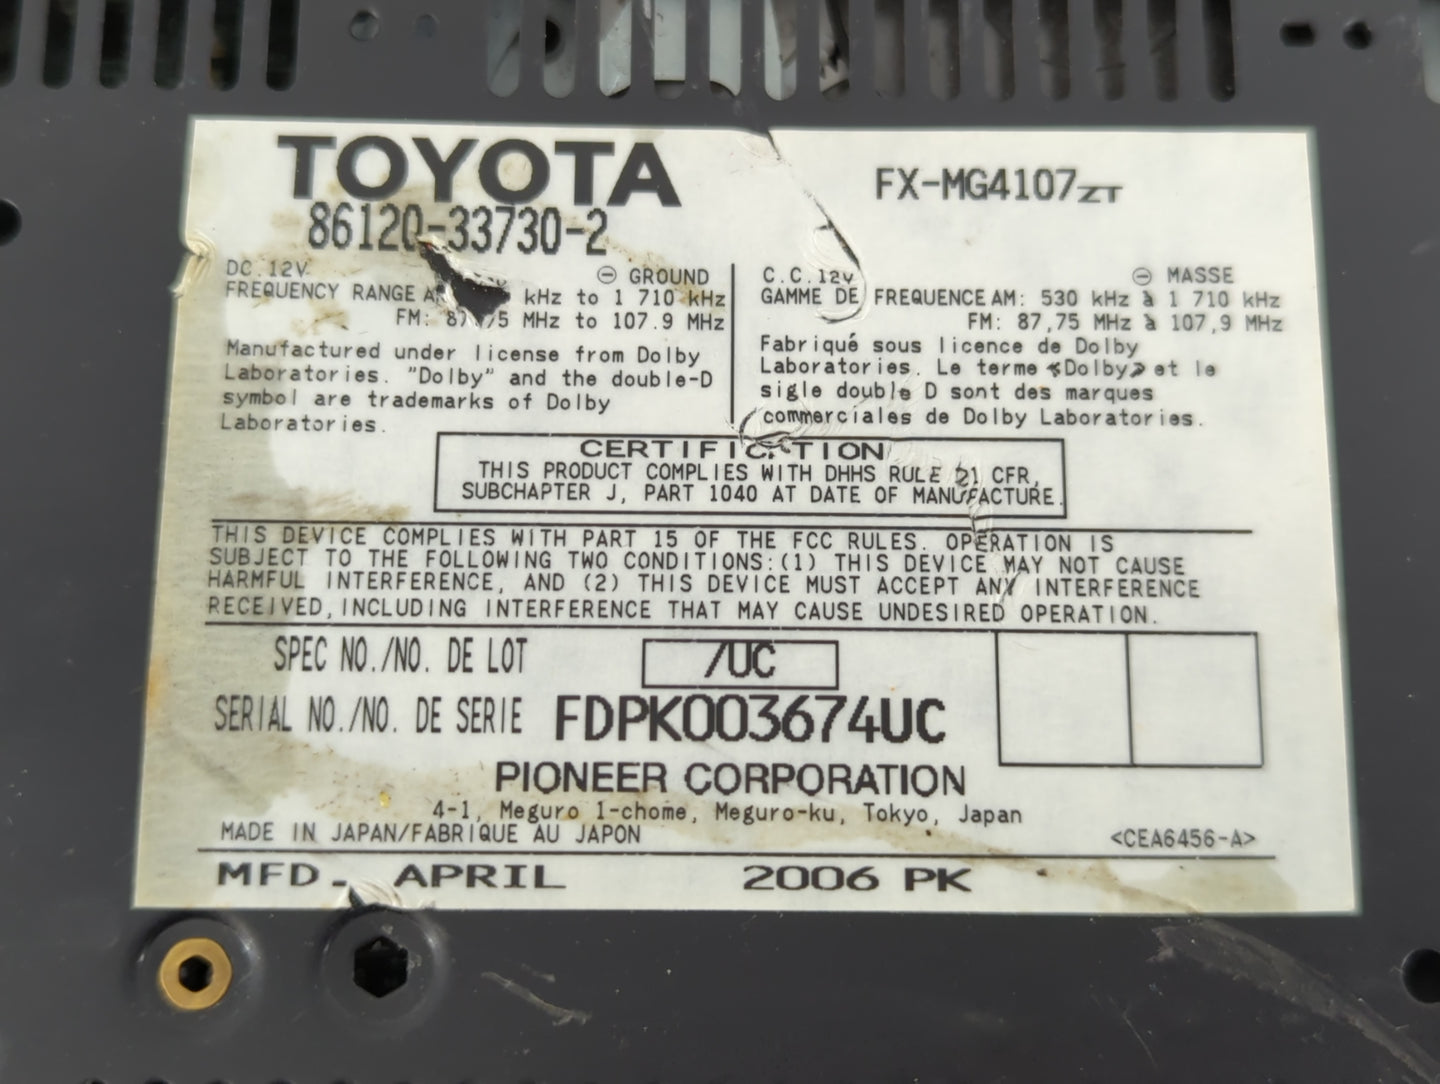 TOYOTA
86120-33730-2
FX-MG4107ZT
DC.12V ⊖ GROUND
FREQUENCY RANGE kHz to 1 710 kHz
FM: MHz to 107.9 MHz
Manufactured under license from Dolby
Laboratories. "Dolby" and the double-D
symbol are trademarks of Dolby
Laboratories.
C.C.12V ⊖ MASSE
GAMME DE FREQUENCE AM: 530 kHz à 1 710 kHz
FM: 87,75 MHz à 107,9 MHz
Fabriqué sous licence de Dolby
Laboratories. Le terme «Dolby» et le
sigle double D sont des marques
commerciales de Dolby Laboratories.
CERTIFICATION
THIS PRODUCT COMPLIES WITH DHHS RULE 21 CFR,
SUBCHAPTER J, PART 1040 AT DATE OF MANUFACTURE.
THIS DEVICE COMPLIES WITH PART 15 OF THE FCC RULES. OPERATION IS
SUBJECT TO THE FOLLOWING TWO CONDITIONS:(1) THIS DEVICE MAY NOT CAUSE
HARMFUL INTERFERENCE, AND (2) THIS DEVICE MUST ACCEPT ANY INTERFERENCE
RECEIVED, INCLUDING INTERFERENCE THAT MAY CAUSE UNDESIRED OPERATION.
SPEC NO./NO. DE LOT /UC
SERIAL NO./NO. DE SERIE FDPK003674UC
PIONEER CORPORATION
4-1, Meguro 1-chome, Meguro-ku, Tokyo, Japan
MADE IN JAPAN/FABRIQUE AU JAPON <CEA6456-A>
MFD. APRIL 2006 PK